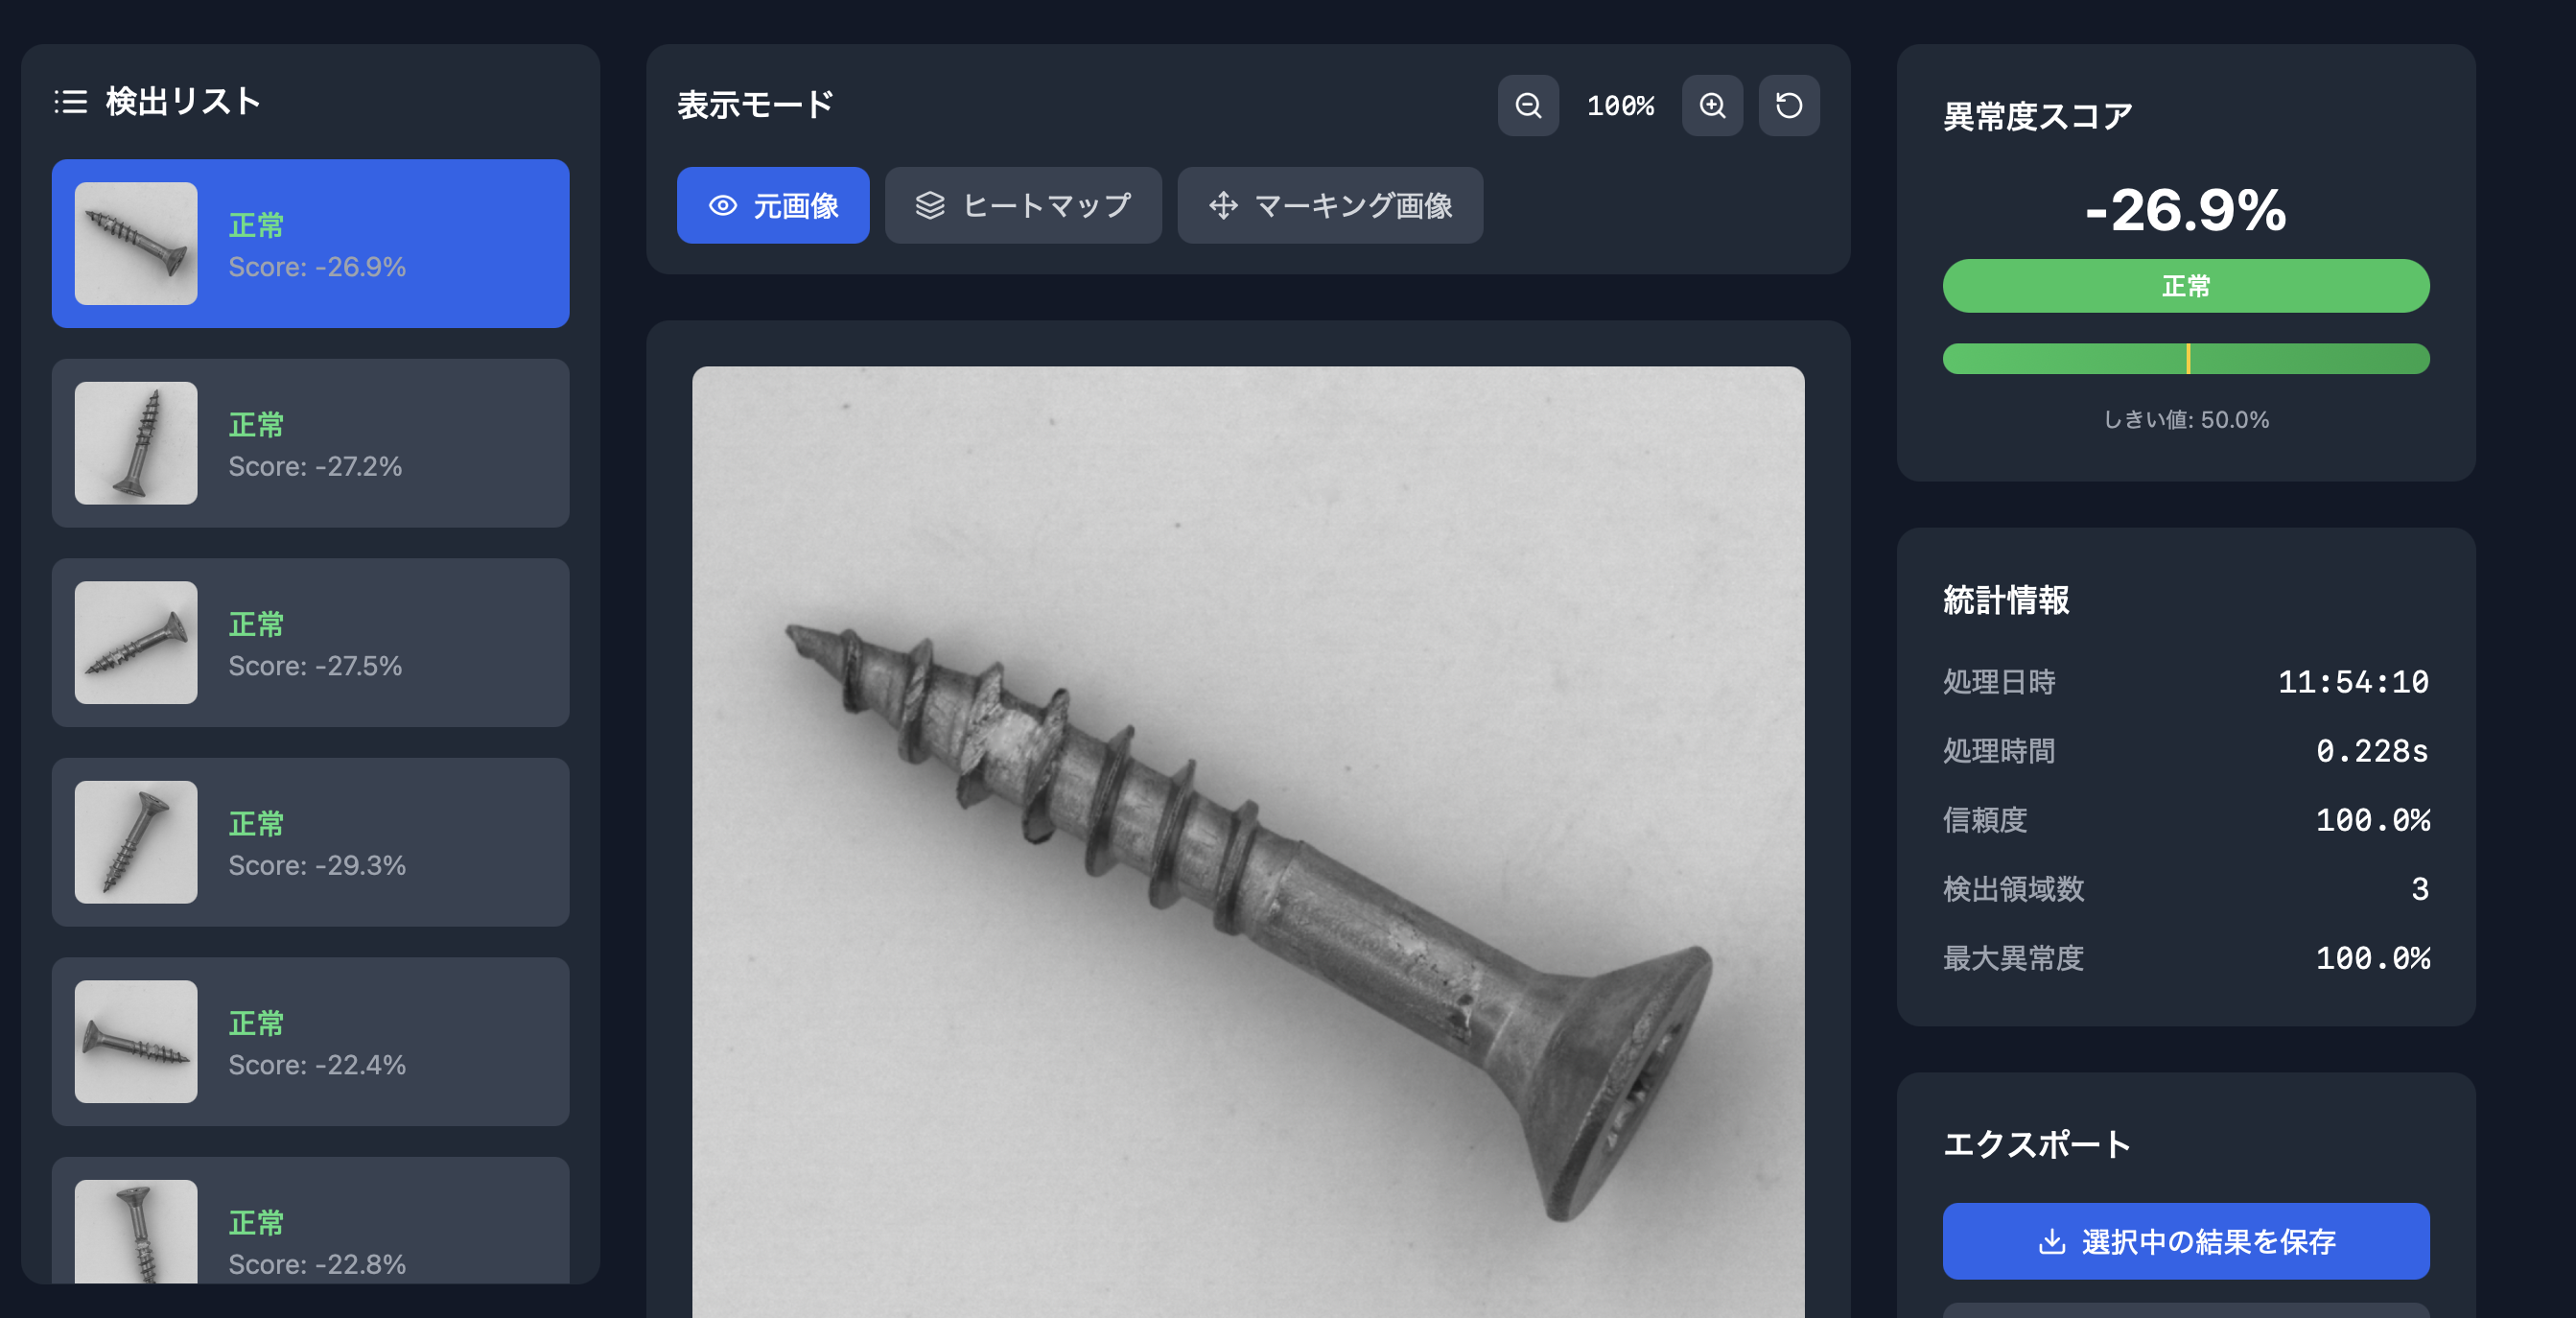 検出リスト
正常
Score: -26.9%
正常
Score: -27.2%
正常
Score: -27.5%
正常
Score: -29.3%
正常
Score: -22.4%
正常
Score: -22.8%
表示モード
100%
元画像
ヒートマップ
マーキング画像
異常度スコア
-26.9%
正常
しきい値: 50.0%
統計情報
処理日時 11:54:10
処理時間 0.228s
信頼度 100.0%
検出領域数 3
最大異常度 100.0%
エクスポート
選択中の結果を保存